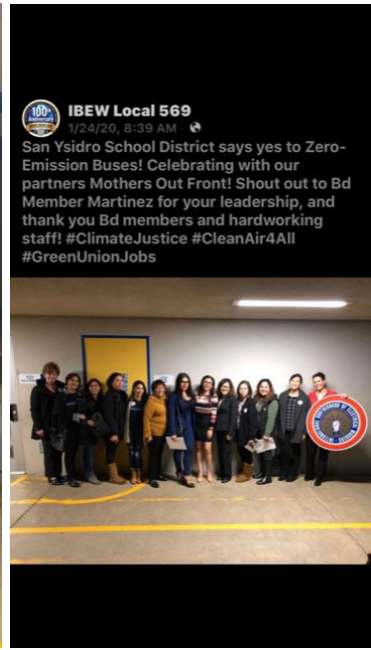 IBEW Local 569
1/24/20, 8:39 AM
San Ysidro School District says yes to Zero-
Emission Buses! Celebrating with our
partners Mothers Out Front! Shout out to Bd
Member Martinez for your leadership, and
thank you Bd members and hardworking
staff! #ClimateJustice #CleanAir4All
#GreenUnionJobs
100th
Anniversary